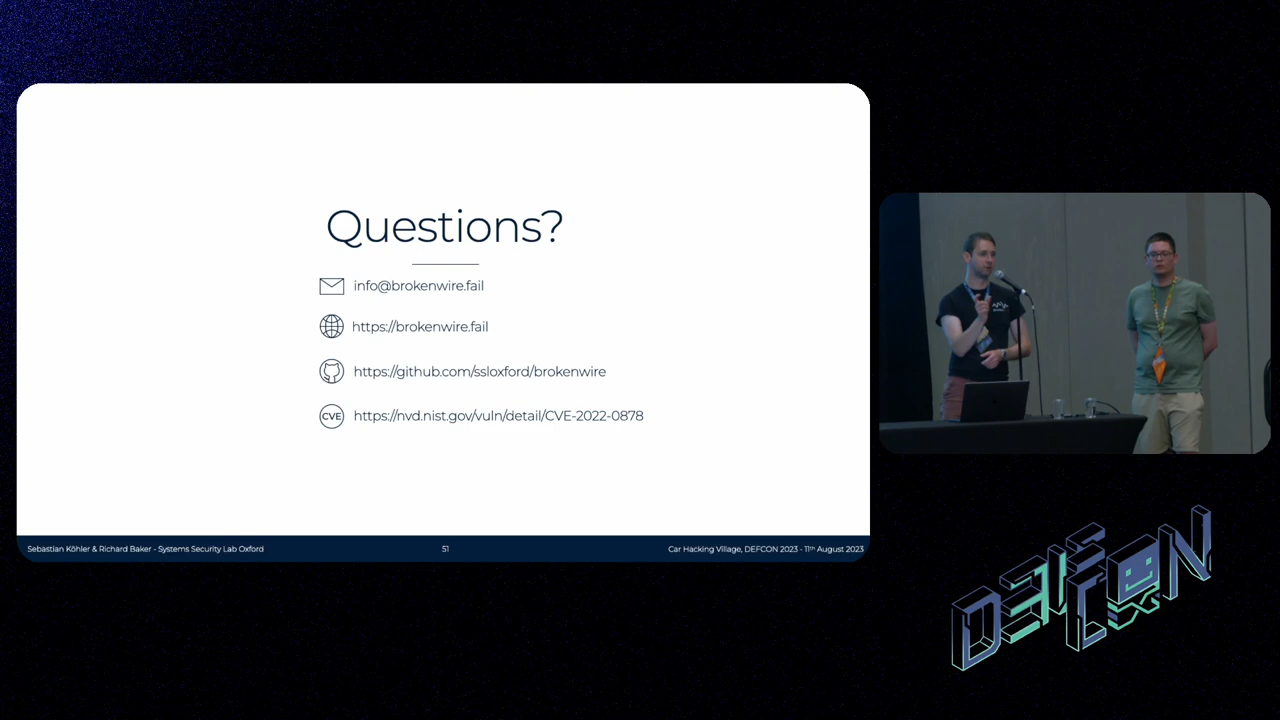 Questions?
info@brokenwire.fail
https://brokenwire.fail
https://github.com/ssloxford/brokenwire
CVE
https://nvd.nist.gov/vuln/detail/CVE-2022-0878
Sebastian Köhler & Richard Baker - Systems Security Lab Oxford
51
Car Hacking Village, DEFCON 2023 - 11th August 2023
DEFCON